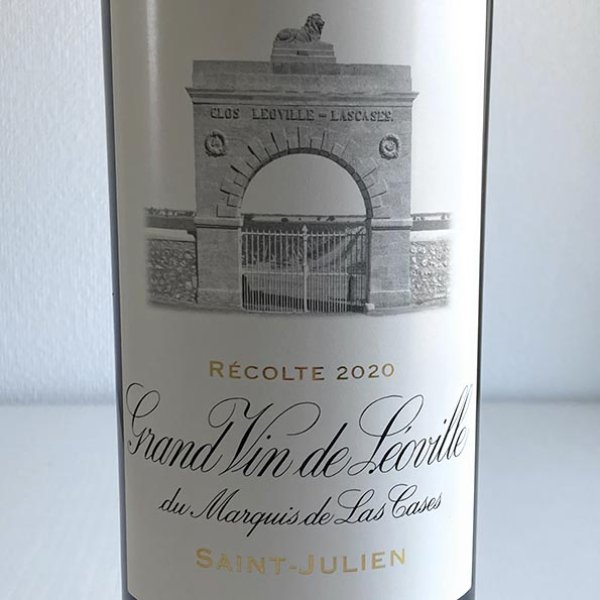 CLOS LEOVILLE-LASCASES.
RÉCOLTE 2020
Grand Vin de Léoville
du Marquis de Las Cases
SAINT-JULIEN